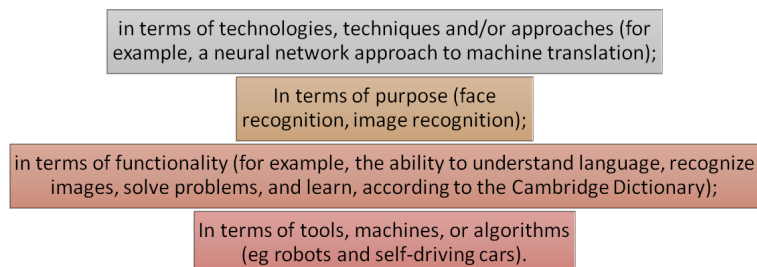 in terms of technologies, techniques and/or approaches (for
example, a neural network approach to machine translation);
In terms of purpose (face
recognition, image recognition);
in terms of functionality (for example, the ability to understand language, recognize
images, solve problems, and learn, according to the Cambridge Dictionary);
In terms of tools, machines, or algorithms
(eg robots and self-driving cars).